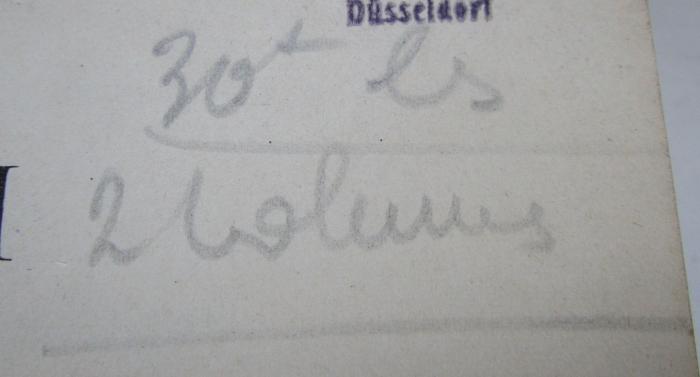 Düsseldorf
30+ ls
2 Volumes